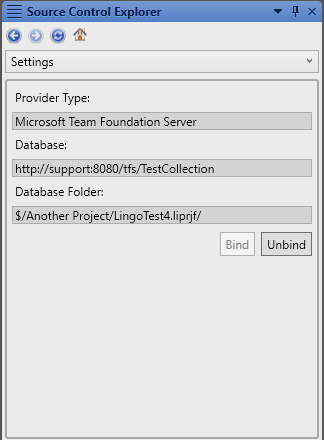 Source Control Explorer
Settings
Provider Type:
Microsoft Team Foundation Server
Database:
http://support:8080/tfs/TestCollection
Database Folder:
$/Another Project/LingoTest4.liprjf/
Bind Unbind